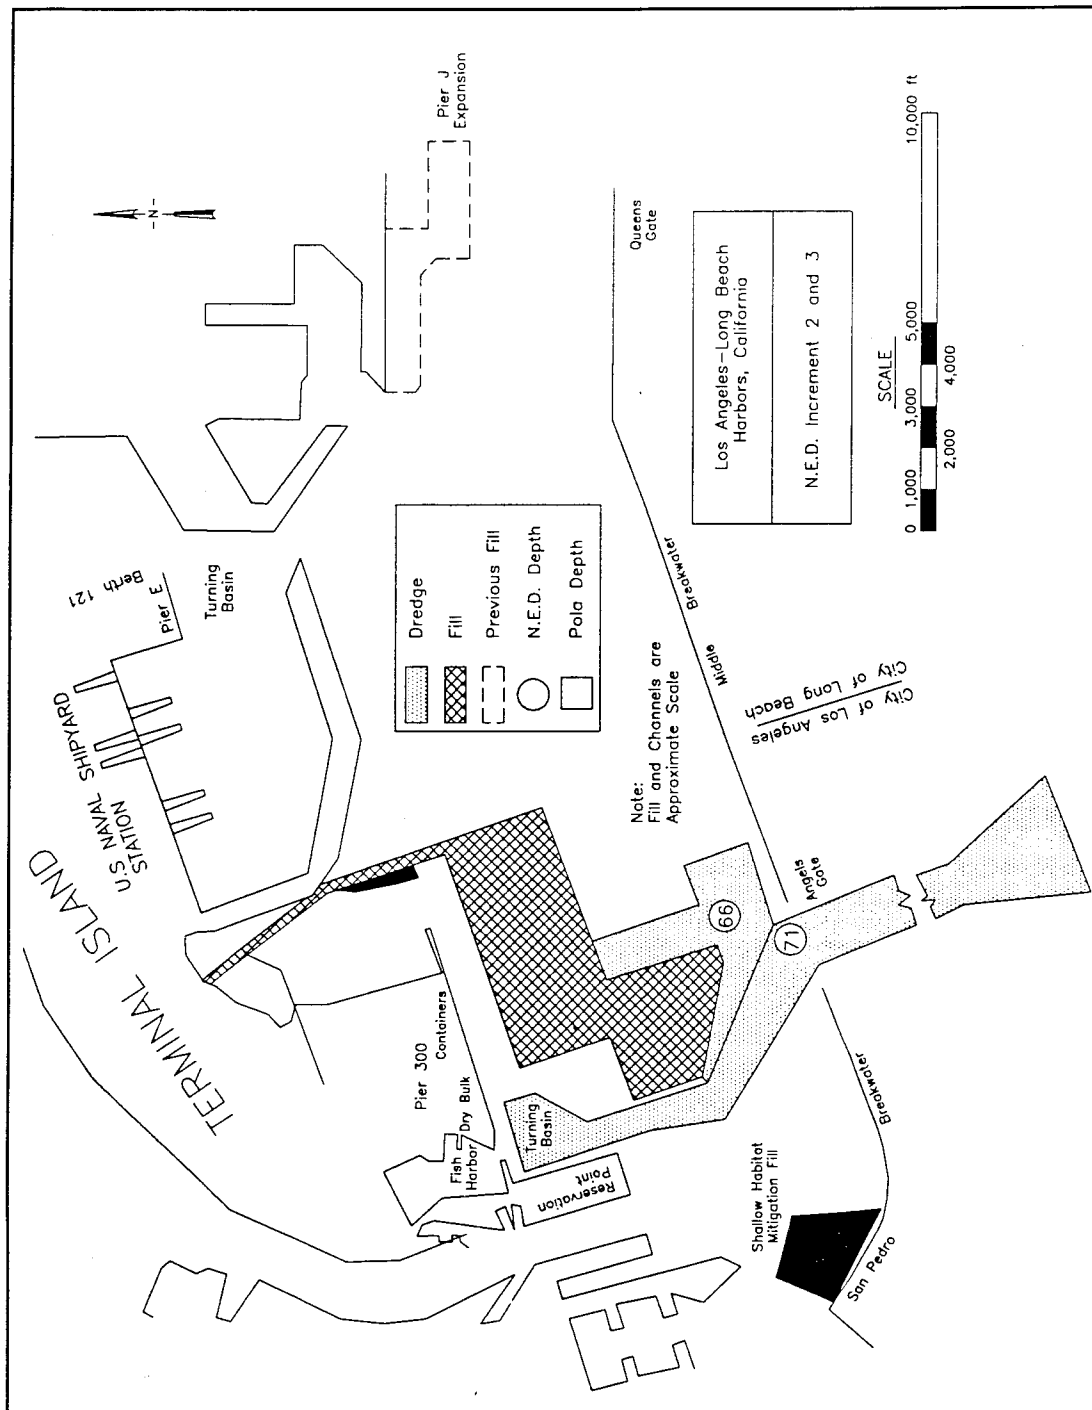 TERMINAL ISLAND
U.S. NAVAL SHIPYARD
STATION
Pier E
Berth 121
Turning
Basin
Pier J
Expansion
-N-
Pier 300
Containers
Dry Bulk
Fish
Harbor
Turning
Basin
Reservation
Point
Dredge
Fill
Previous Fill
N.E.D. Depth
Pola Depth
Note:
Fill and Channels are
Approximate Scale
66
71
Angels
Gate
Middle
Breakwater
Queens
Gate
City of Los Angeles
City of Long Beach
Shallow Habitat
Mitigation Fill
San Pedro
Breakwater
Los Angeles-Long Beach
Harbors, California
N.E.D. Increment 2 and 3
SCALE
0 1,000 3,000 5,000 10,000 ft
2,000 4,000